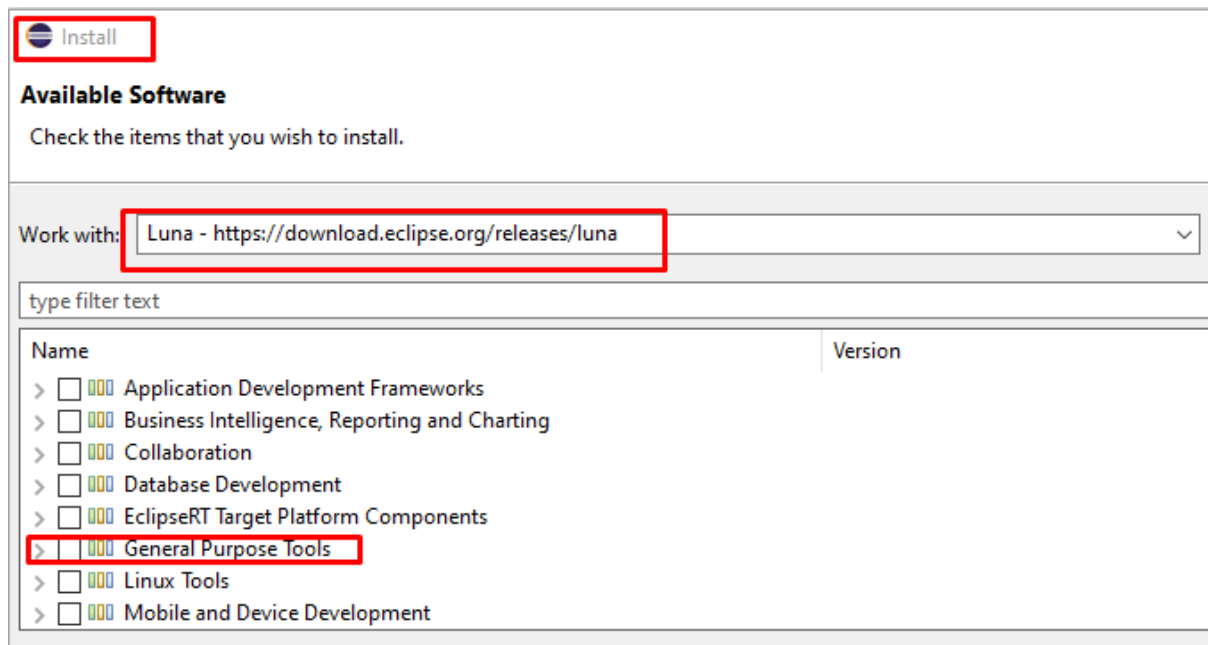 Install
Available Software
Check the items that you wish to install.
Work with: Luna - https://download.eclipse.org/releases/luna
type filter text
Name Version
Application Development Frameworks
Business Intelligence, Reporting and Charting
Collaboration
Database Development
EclipseRT Target Platform Components
General Purpose Tools
Linux Tools
Mobile and Device Development